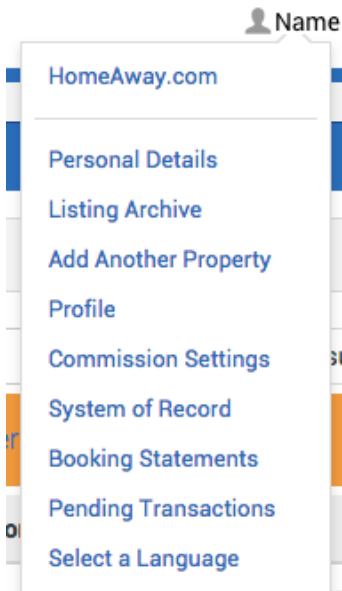 Name
HomeAway.com
Personal Details
Listing Archive
Add Another Property
Profile
Commission Settings
System of Record
Booking Statements
Pending Transactions
Select a Language